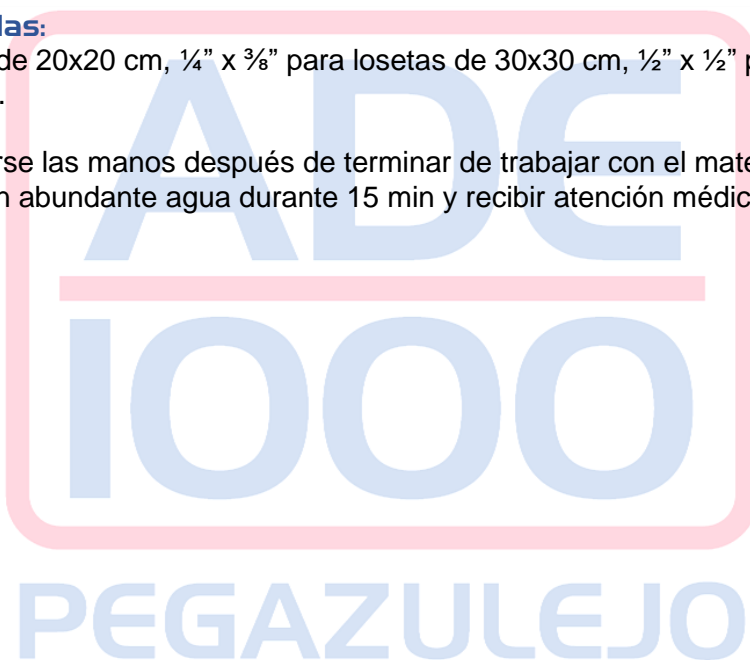 las:
de 20x20 cm, ¼” x ⅜” para losetas de 30x30 cm, ½” x ½” p
.
rse las manos después de terminar de trabajar con el mate
n abundante agua durante 15 min y recibir atención médic
ADE
1000
PEGAZULEJO